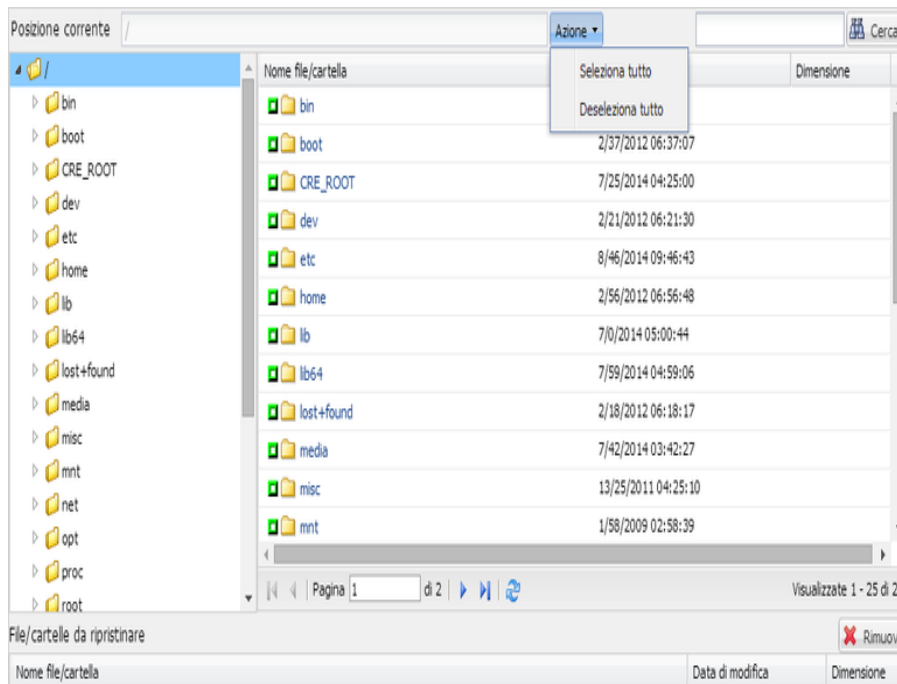 Posizione corrente / Azione Cerca
/ Nome file/cartella Seleziona tutto Dimensione
Deseleziona tutto
bin
boot
CRE_ROOT
dev
etc
home
lib
lib64
lost+found
media
misc
mnt
net
opt
proc
root
bin
boot 2/37/2012 06:37:07
CRE_ROOT 7/25/2014 04:25:00
dev 2/21/2012 06:21:30
etc 8/46/2014 09:46:43
home 2/56/2012 06:56:48
lib 7/0/2014 05:00:44
lib64 7/59/2014 04:59:06
lost+found 2/18/2012 06:18:17
media 7/42/2014 03:42:27
misc 13/25/2011 04:25:10
mnt 1/58/2009 02:58:39
Pagina 1 di 2 Visualizzate 1 - 25 di 2
File/cartelle da ripristinare Rimuov
Nome file/cartella Data di modifica Dimensione